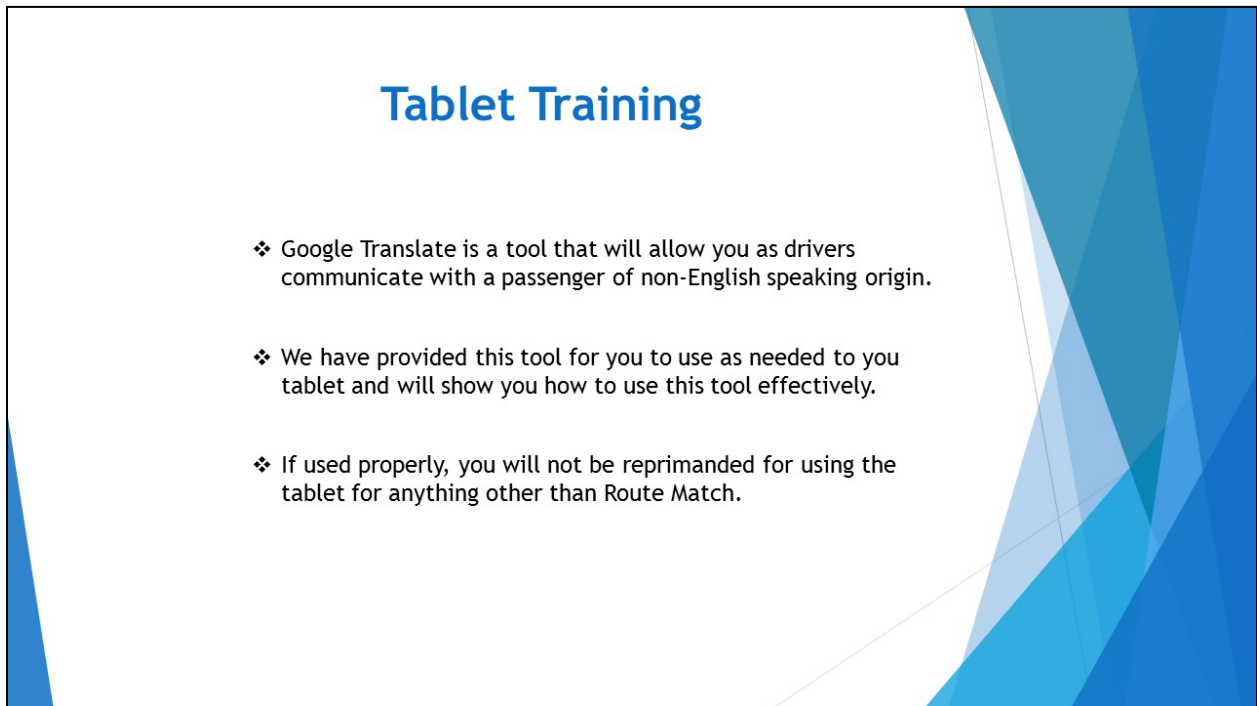 Tablet Training
❖ Google Translate is a tool that will allow you as drivers
communicate with a passenger of non-English speaking origin.
❖ We have provided this tool for you to use as needed to you
tablet and will show you how to use this tool effectively.
❖ If used properly, you will not be reprimanded for using the
tablet for anything other than Route Match.